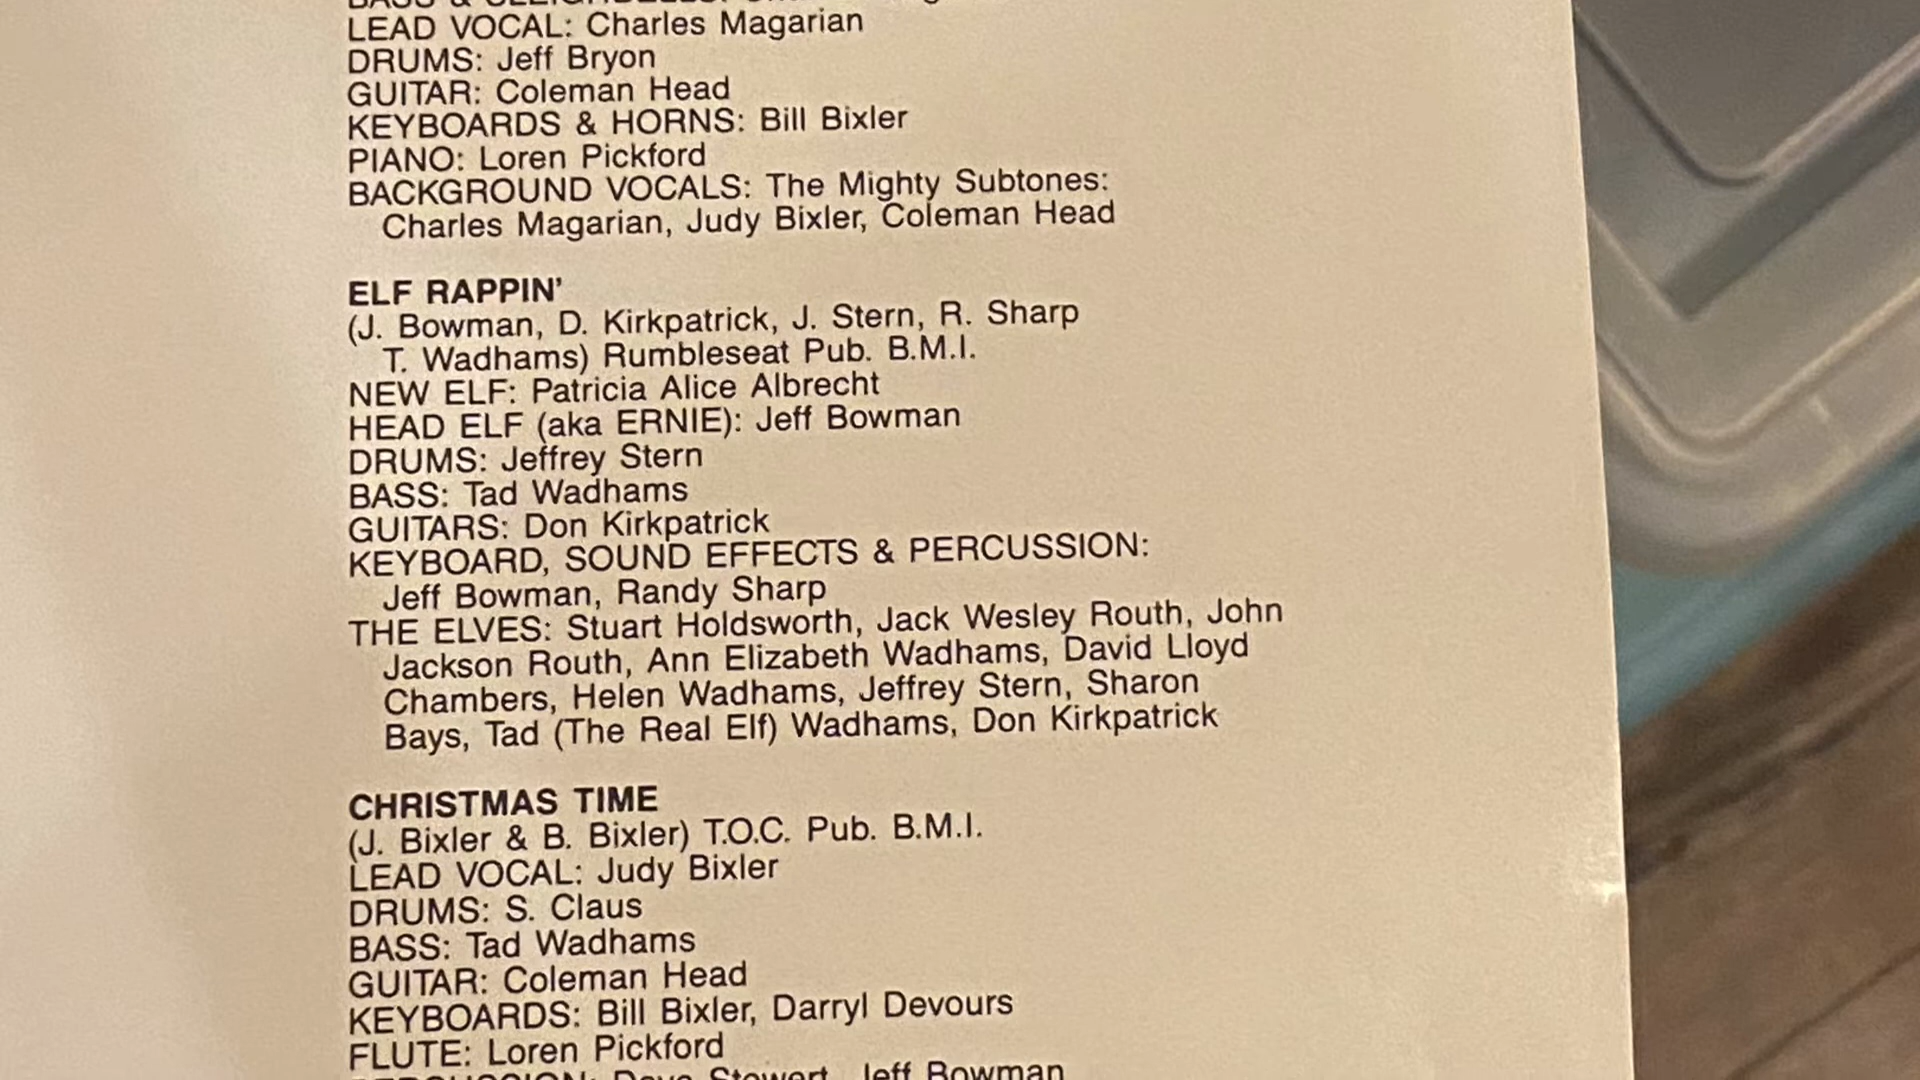 LEAD VOCAL: Charles Magarian
DRUMS: Jeff Bryon
GUITAR: Coleman Head
KEYBOARDS & HORNS: Bill Bixler
PIANO: Loren Pickford
BACKGROUND VOCALS: The Mighty Subtones:
Charles Magarian, Judy Bixler, Coleman Head
ELF RAPPIN'
(J. Bowman, D. Kirkpatrick, J. Stern, R. Sharp
T. Wadhams) Rumbleseat Pub. B.M.I.
NEW ELF: Patricia Alice Albrecht
HEAD ELF (aka ERNIE): Jeff Bowman
DRUMS: Jeffrey Stern
BASS: Tad Wadhams
GUITARS: Don Kirkpatrick
KEYBOARD, SOUND EFFECTS & PERCUSSION:
Jeff Bowman, Randy Sharp
THE ELVES: Stuart Holdsworth, Jack Wesley Routh, John
Jackson Routh, Ann Elizabeth Wadhams, David Lloyd
Chambers, Helen Wadhams, Jeffrey Stern, Sharon
Bays, Tad (The Real Elf) Wadhams, Don Kirkpatrick
CHRISTMAS TIME
(J. Bixler & B. Bixler) T.O.C. Pub. B.M.I.
LEAD VOCAL: Judy Bixler
DRUMS: S. Claus
BASS: Tad Wadhams
GUITAR: Coleman Head
KEYBOARDS: Bill Bixler, Darryl Devours
FLUTE: Loren Pickford
PERCUSSION: Dave Stewart, Jeff Bowman